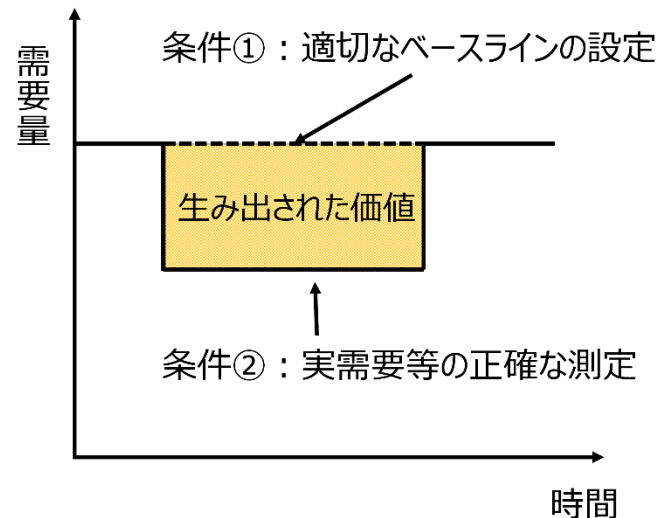 需要量
条件①：適切なベースラインの設定
生み出された価値
条件②：実需要等の正確な測定
時間